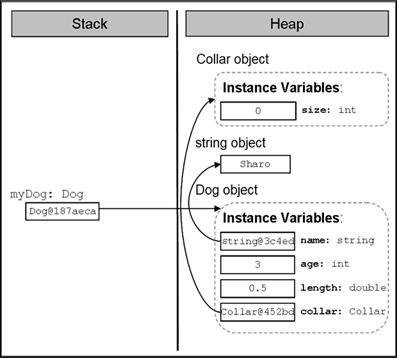 Stack
Heap
Collar object
Instance Variables:
0 size: int
string object
Sharo
Dog object
myDog: Dog
Dog@187aeca
Instance Variables:
string@3c4ed name: string
3 age: int
0.5 length: double
Collar@452bd collar: Collar